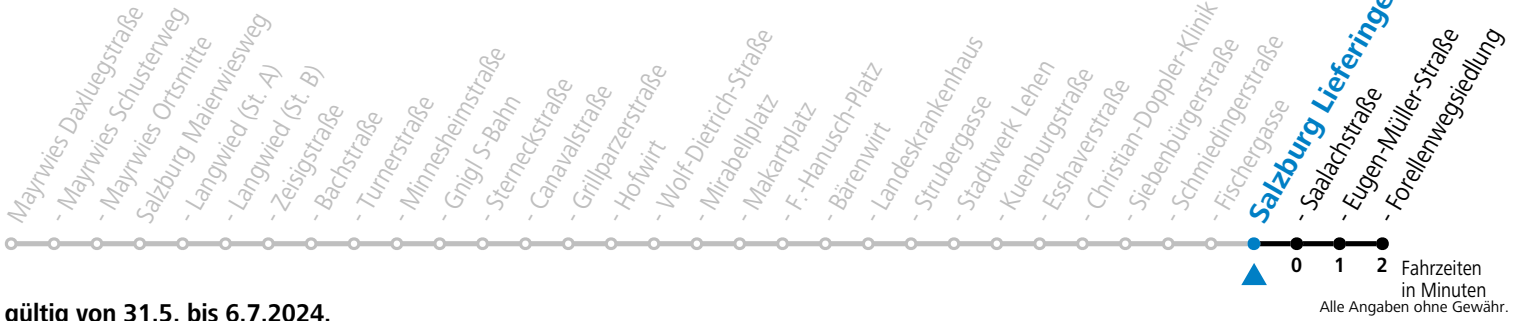 Mayrwies Daxluegstraße
- Mayrwies Schusterweg
- Mayrwies Ortsmitte
Salzburg Maierwiesweg
- Langwied (St. A)
- Langwied (St. B)
- Zeisigstraße
- Bachstraße
- Turnerstraße
- Minnesheimstraße
- Gnigl S-Bahn
- Sterneckstraße
- Canavalstraße
- Grillparzerstraße
- Hofwirt
- Wolf-Dietrich-Straße
- Mirabellplatz
- Makartplatz
- F.-Hanusch-Platz
- Bärenwirt
- Landeskrankenhaus
- Strubergasse
- Stadtwerk Lehen
- Kuenburgstraße
- Esshaverstraße
- Christian-Doppler-Klinik
- Siebenbürgerstraße
- Schmiedingerstraße
- Fischergasse
Salzburg Lieferinge
- Saalachstraße
- Eugen-Müller-Straße
- Forellenwegsiedlung
0 1 2 Fahrzeiten
in Minuten
Alle Angaben ohne Gewähr.
gültig von 31.5. bis 6.7.2024.